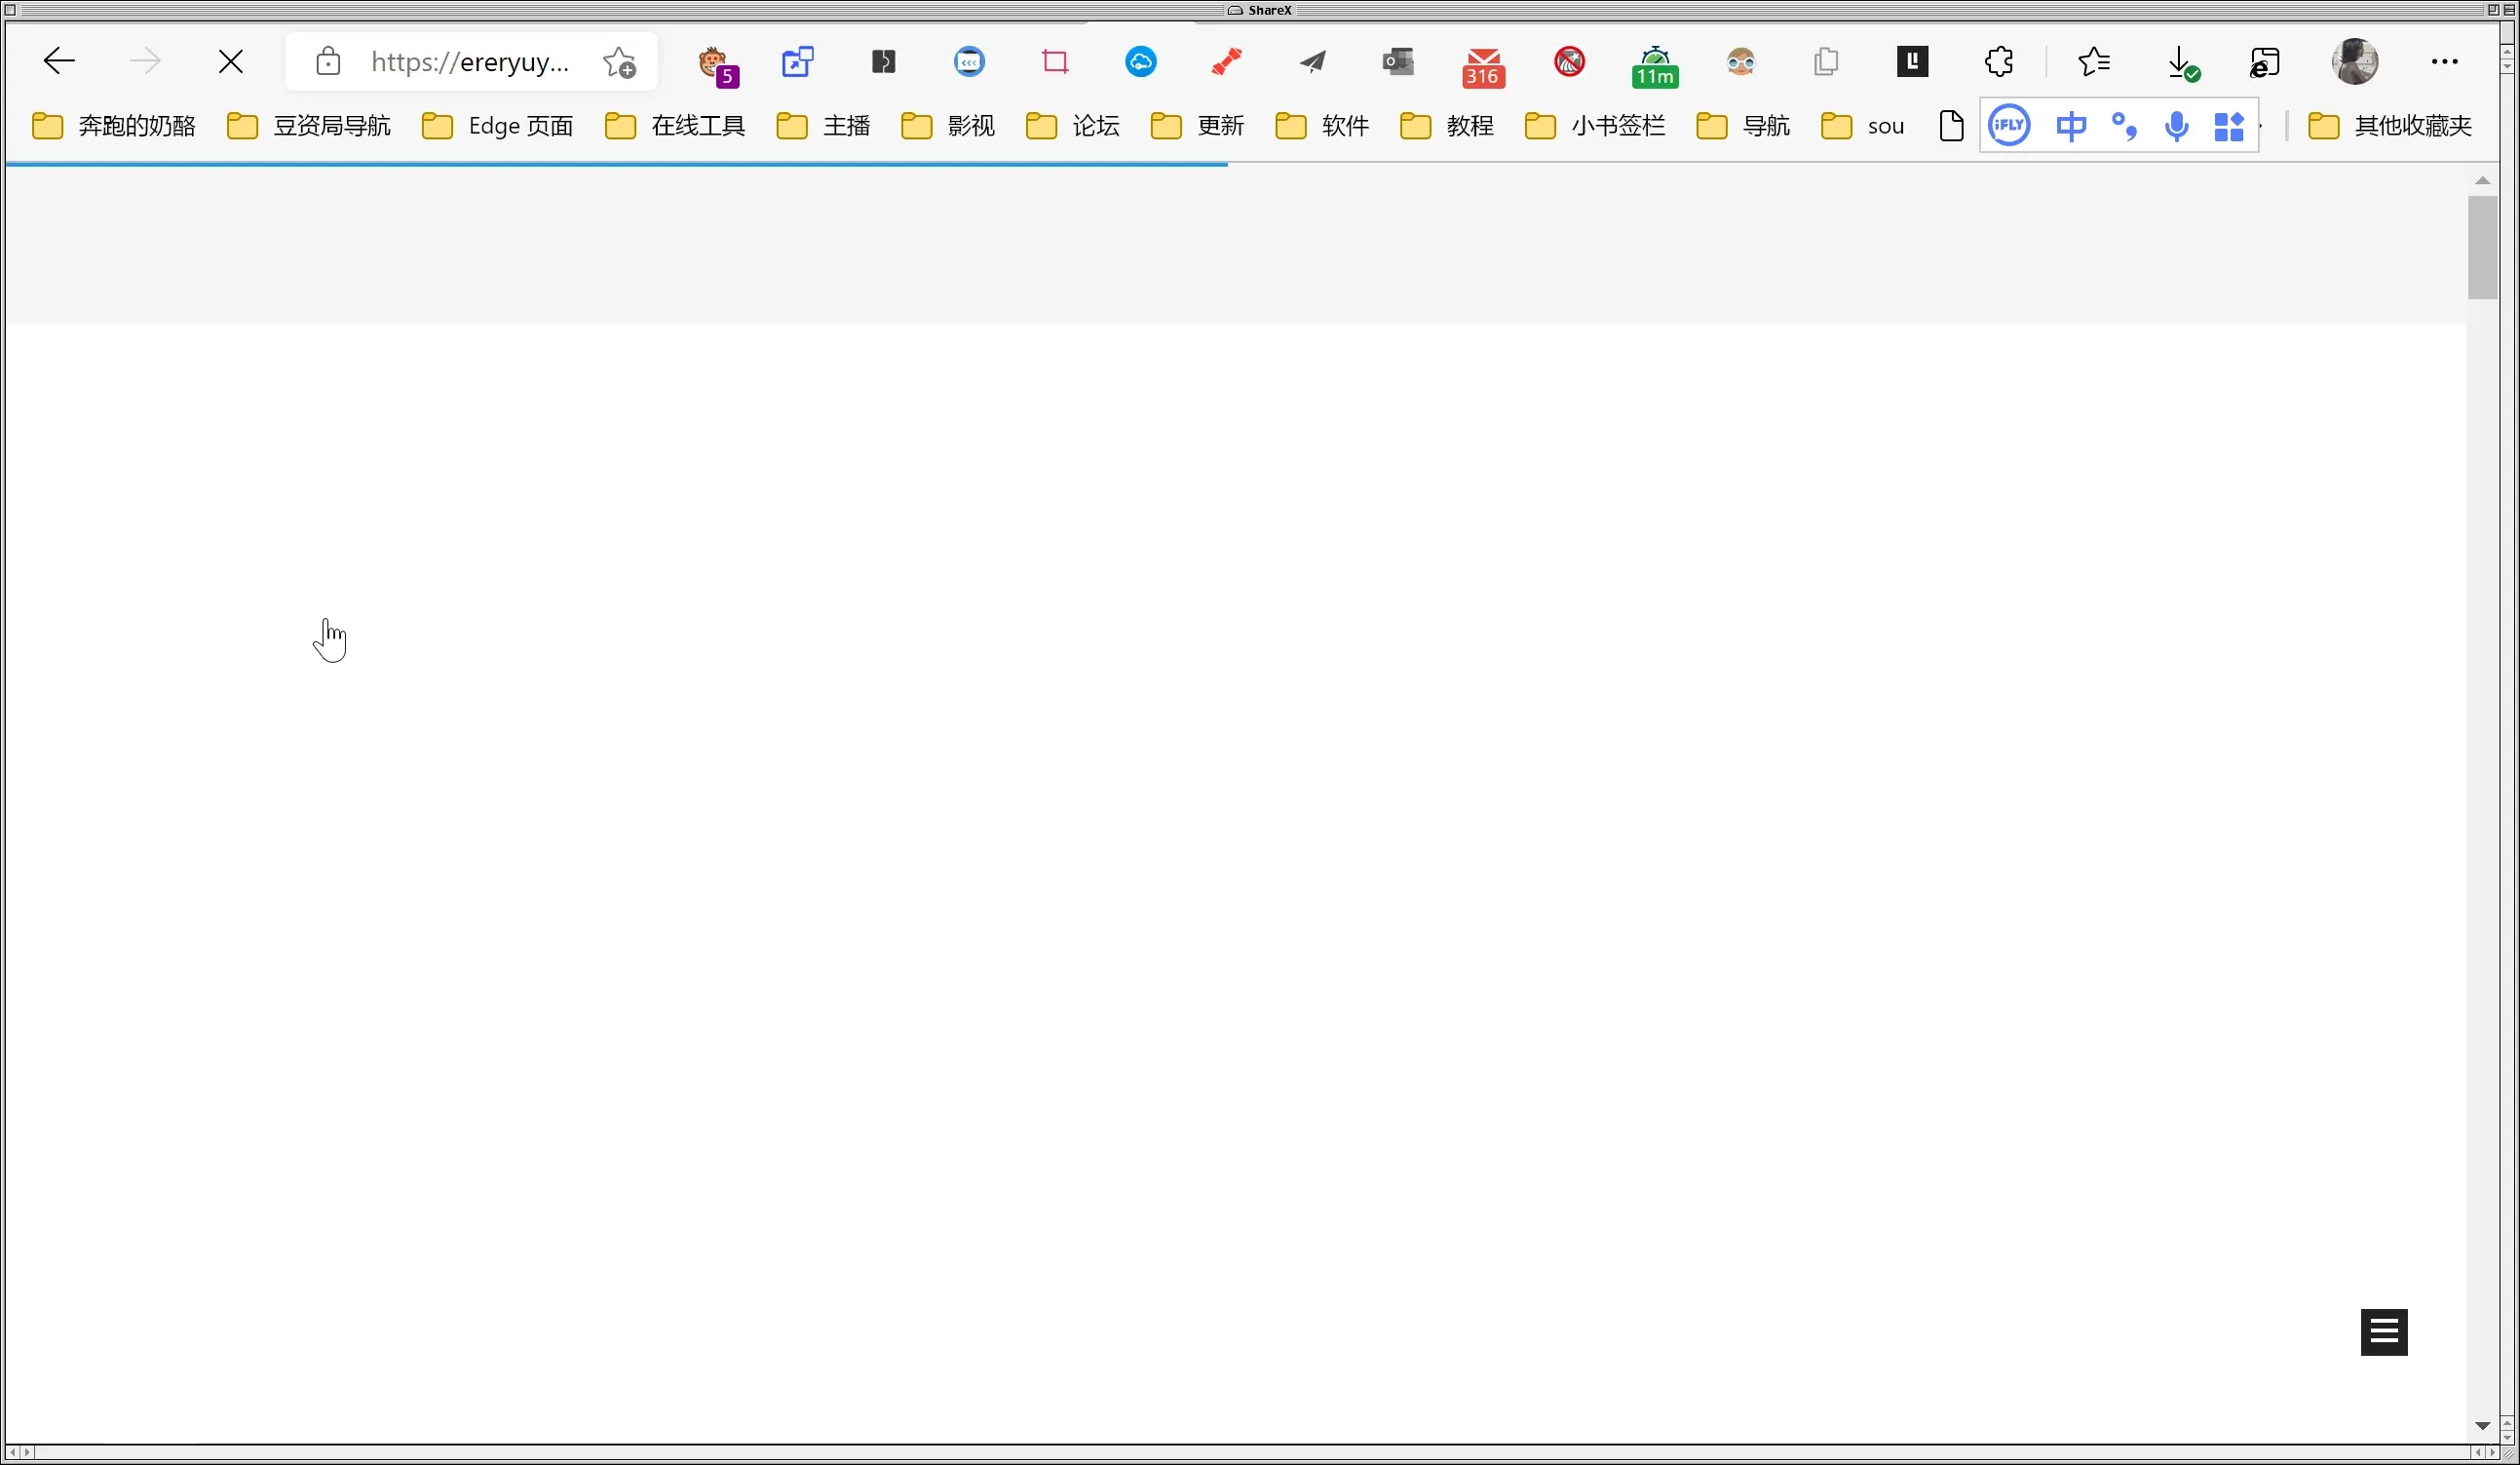 ShareX
https://ereryuy... 5 316 11m
奔跑的奶酪 豆资局导航 Edge 页面 在线工具 主播 影视 论坛 更新 软件 教程 小书签栏 导航 sou iFLY 中 其他收藏夹